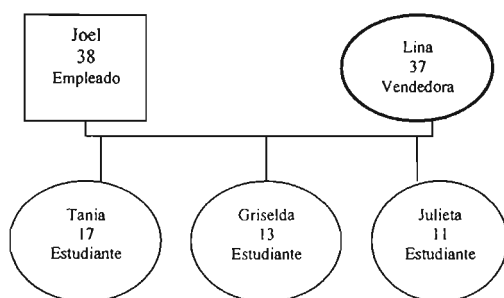 Joel
38
Empleado
Lina
37
Vendedora
Tania
17
Estudiante
Griselda
13
Estudiante
Julieta
11
Estudiante